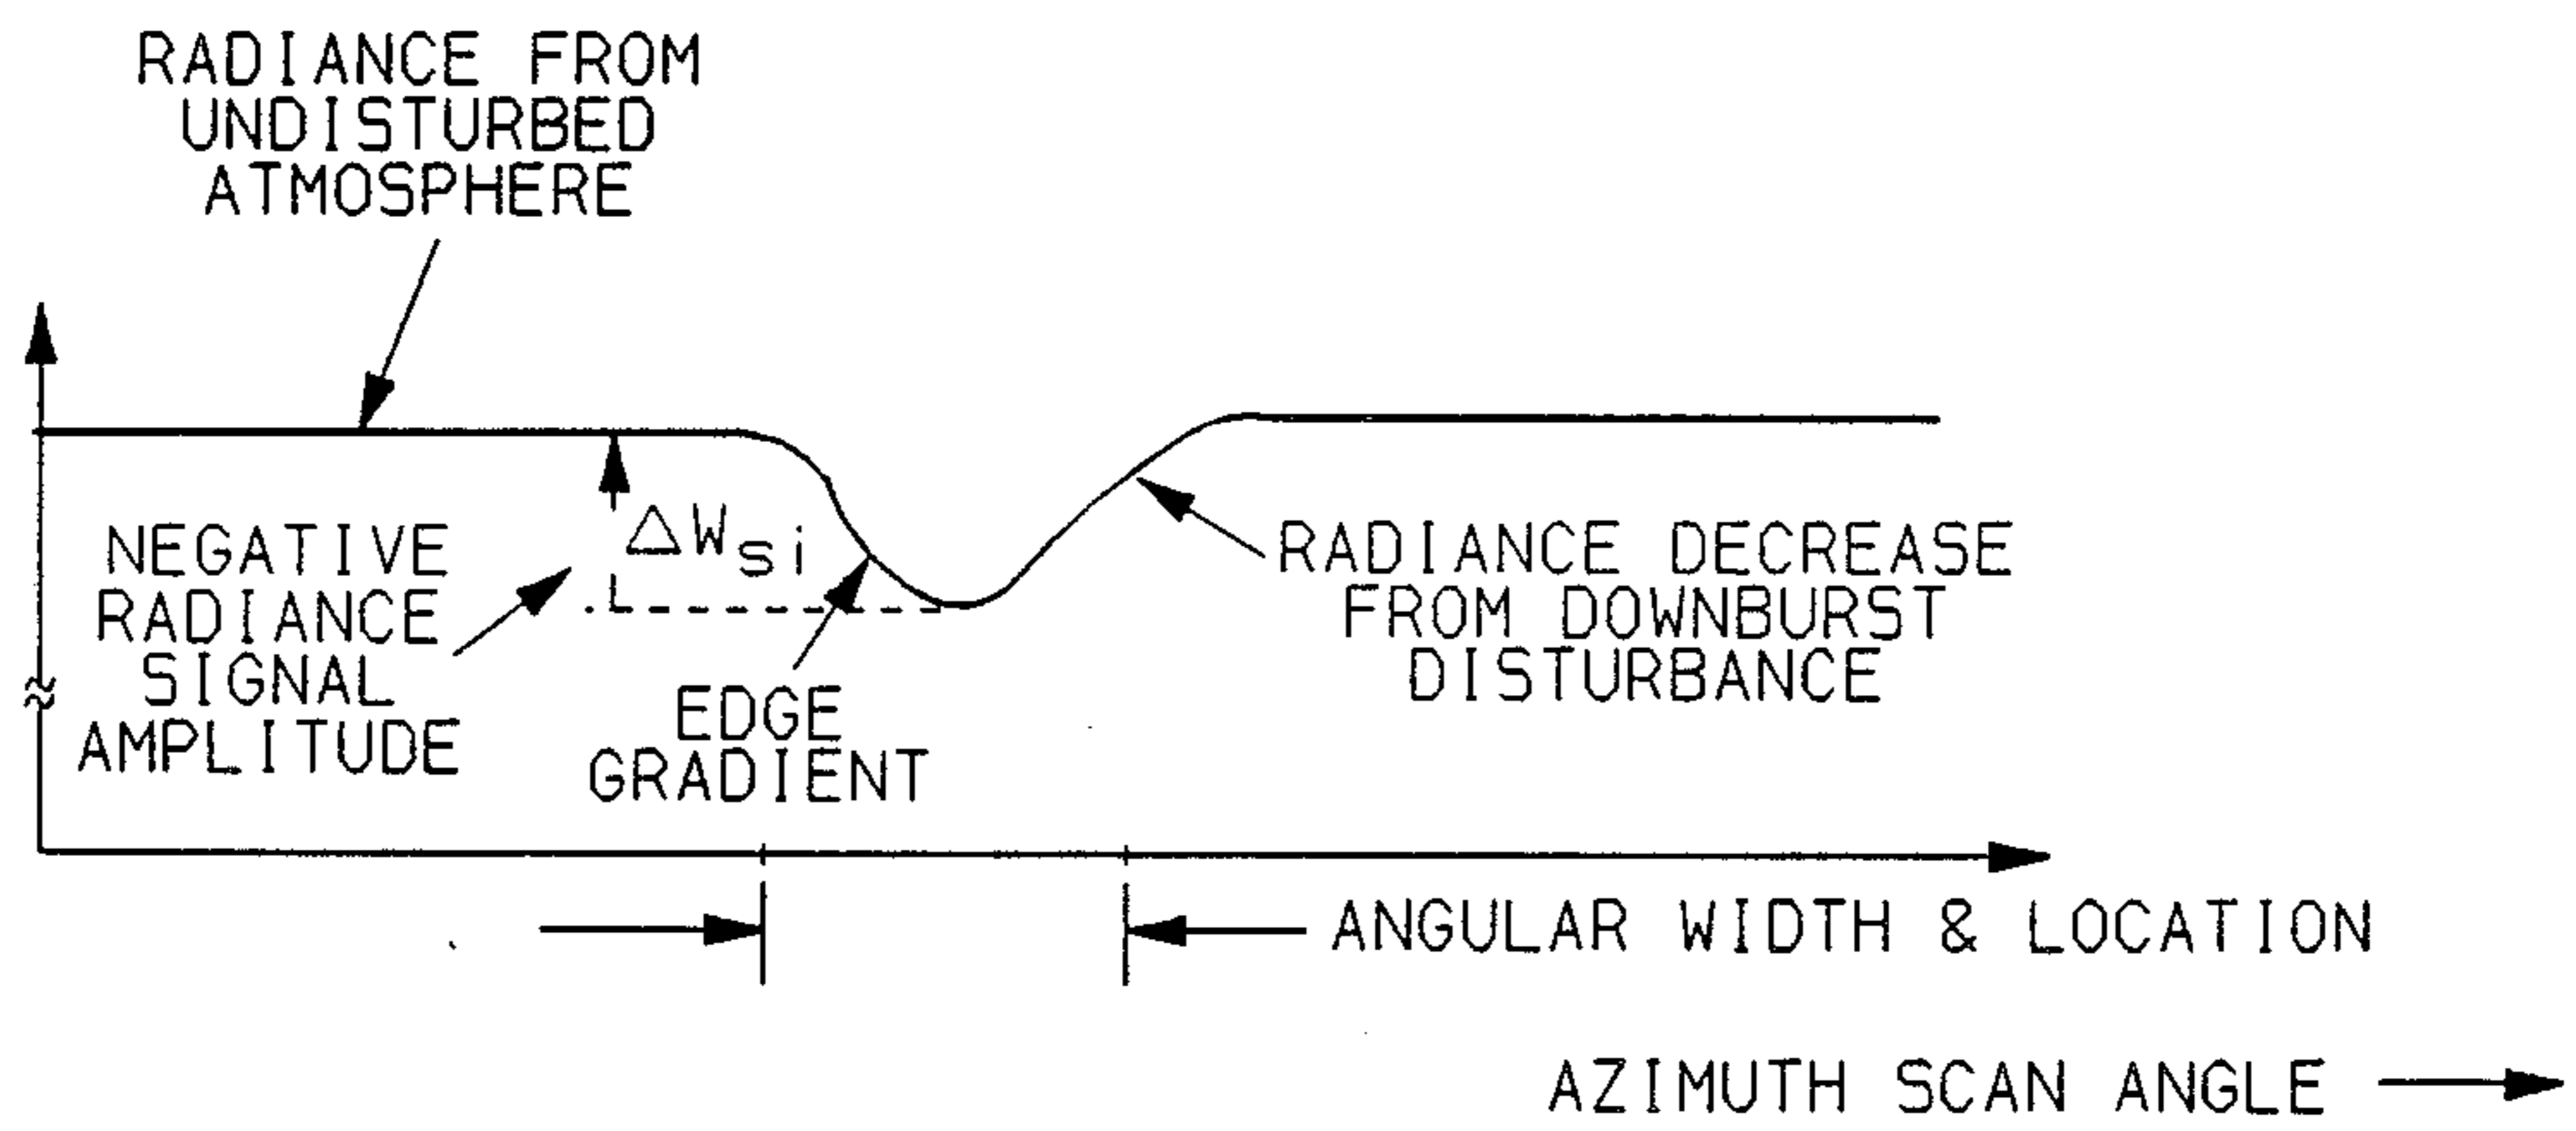 RADIANCE FROM
UNDISTURBED
ATMOSPHERE
NEGATIVE
RADIANCE
SIGNAL
AMPLITUDE
ΔWsi
EDGE
GRADIENT
RADIANCE DECREASE
FROM DOWNBURST
DISTURBANCE
ANGULAR WIDTH & LOCATION
AZIMUTH SCAN ANGLE